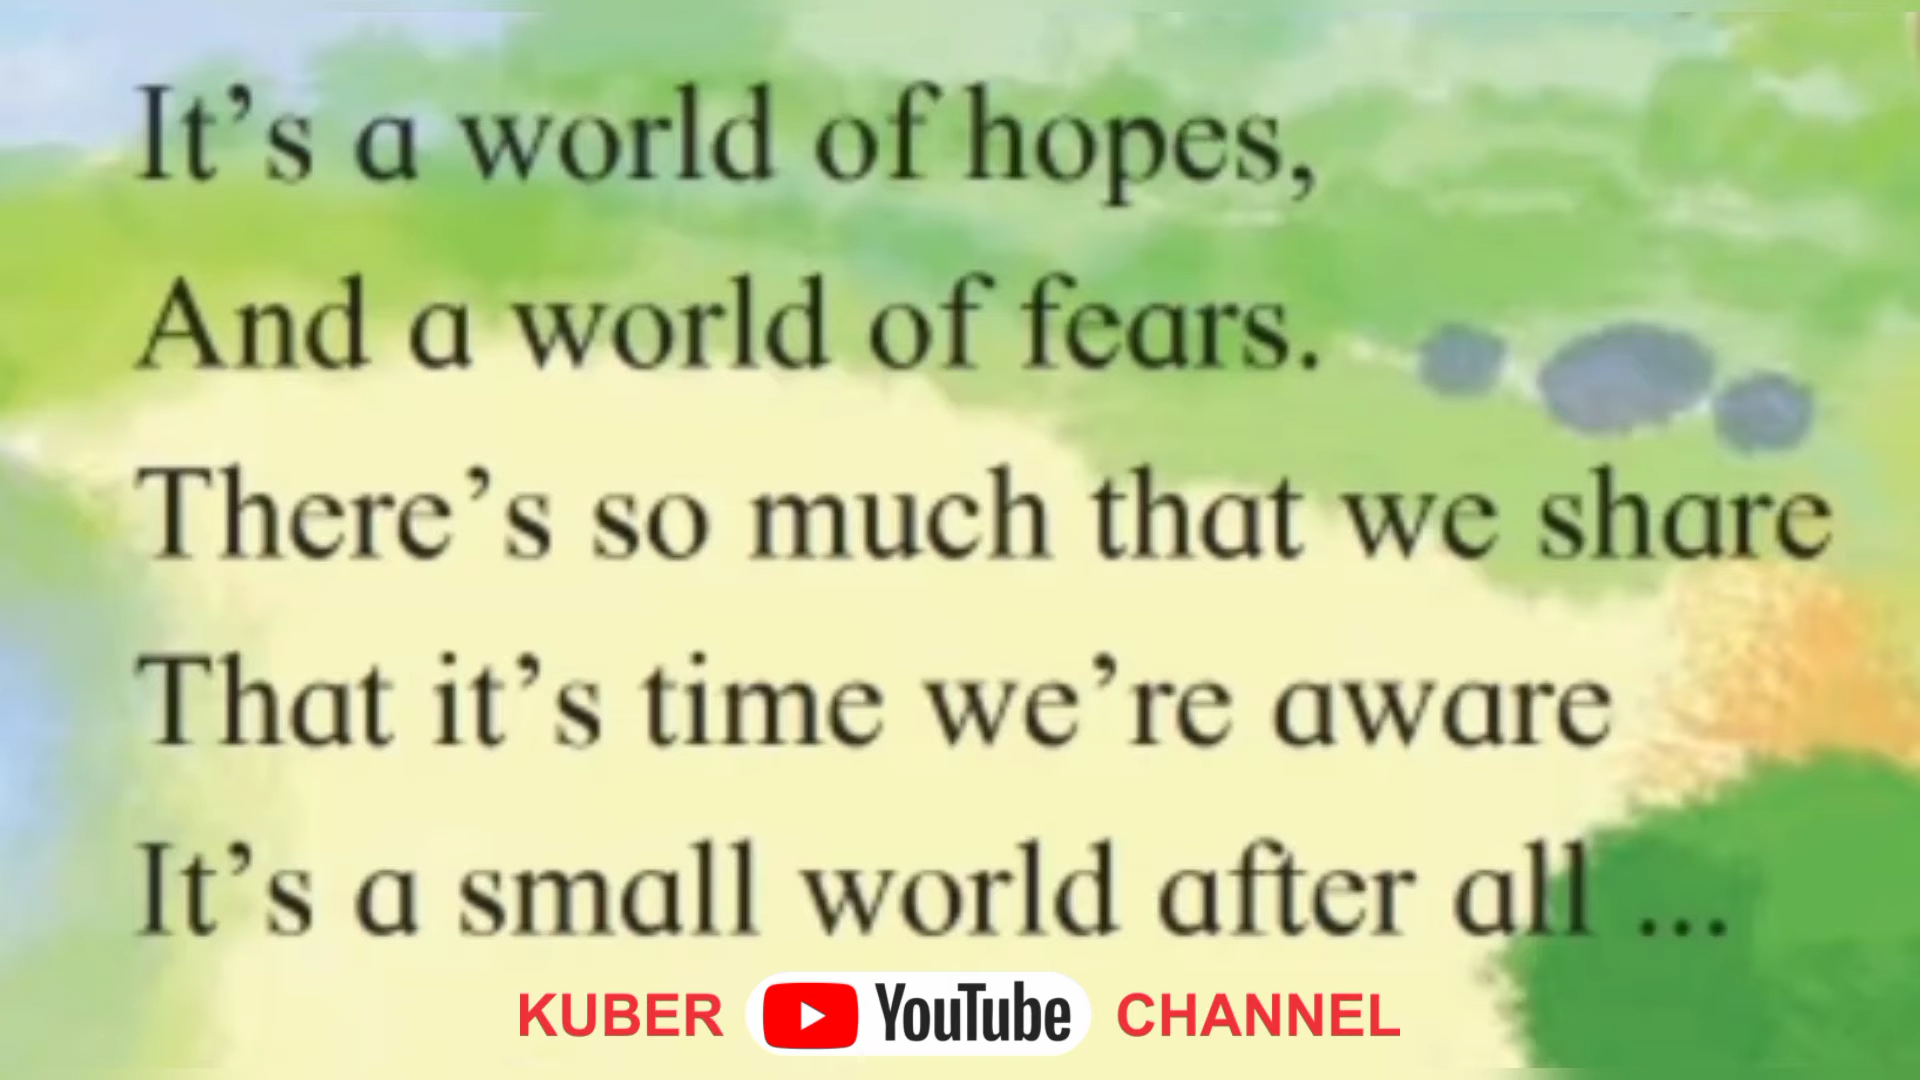 It’s a world of hopes,
And a world of fears.
There’s so much that we share
That it’s time we’re aware
It’s a small world after all ...
KUBER YouTube CHANNEL